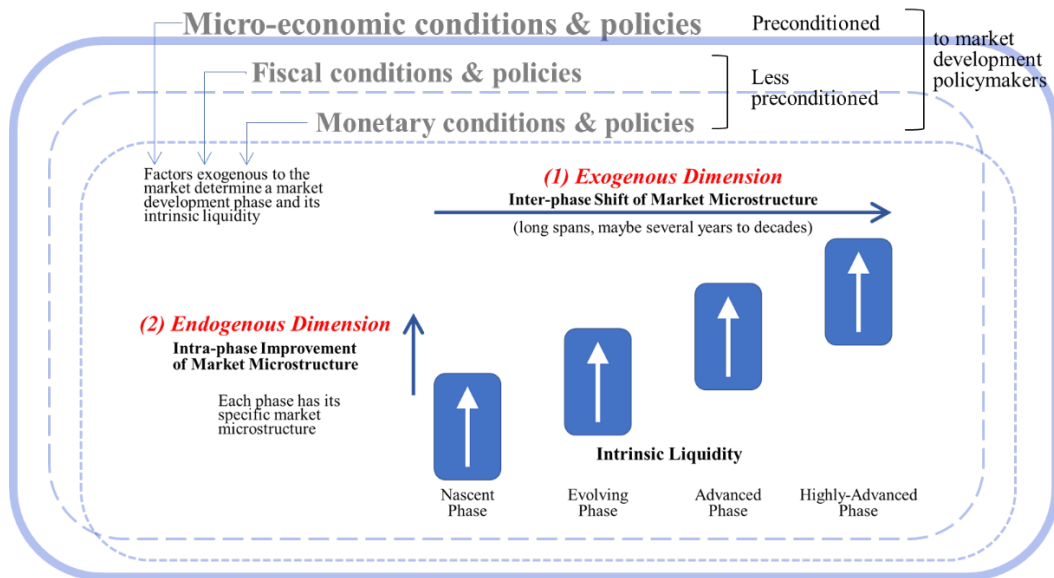 Micro-economic conditions & policies
Preconditioned
to market
development
policymakers
Fiscal conditions & policies
Less
preconditioned
Monetary conditions & policies
Factors exogenous to the
market determine a market
development phase and its
intrinsic liquidity
(1) Exogenous Dimension
Inter-phase Shift of Market Microstructure
(long spans, maybe several years to decades)
(2) Endogenous Dimension
Intra-phase Improvement
of Market Microstructure
Each phase has its
specific market
microstructure
Intrinsic Liquidity
Nascent
Phase
Evolving
Phase
Advanced
Phase
Highly-Advanced
Phase